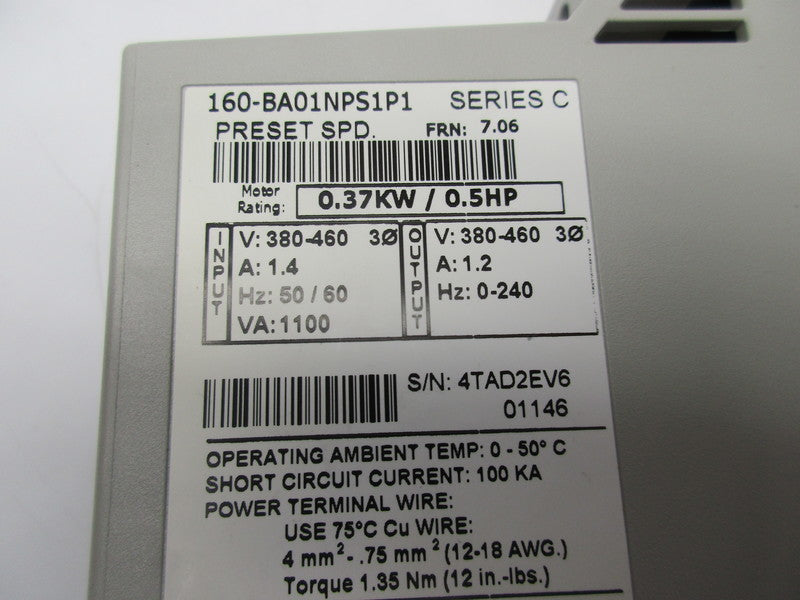 160-BA01NPS1P1 SERIES C
PRESET SPD. FRN: 7.06
Motor Rating: 0.37KW / 0.5HP
INPUT
V: 380-460 3Ø
A: 1.4
Hz: 50 / 60
VA: 1100
OUTPUT
V: 380-460 3Ø
A: 1.2
Hz: 0-240
S/N: 4TAD2EV6
01146
OPERATING AMBIENT TEMP: 0 - 50° C
SHORT CIRCUIT CURRENT: 100 KA
POWER TERMINAL WIRE:
USE 75°C Cu WIRE:
4 mm² - .75 mm² (12-18 AWG.)
Torque 1.35 Nm (12 in.-lbs.)